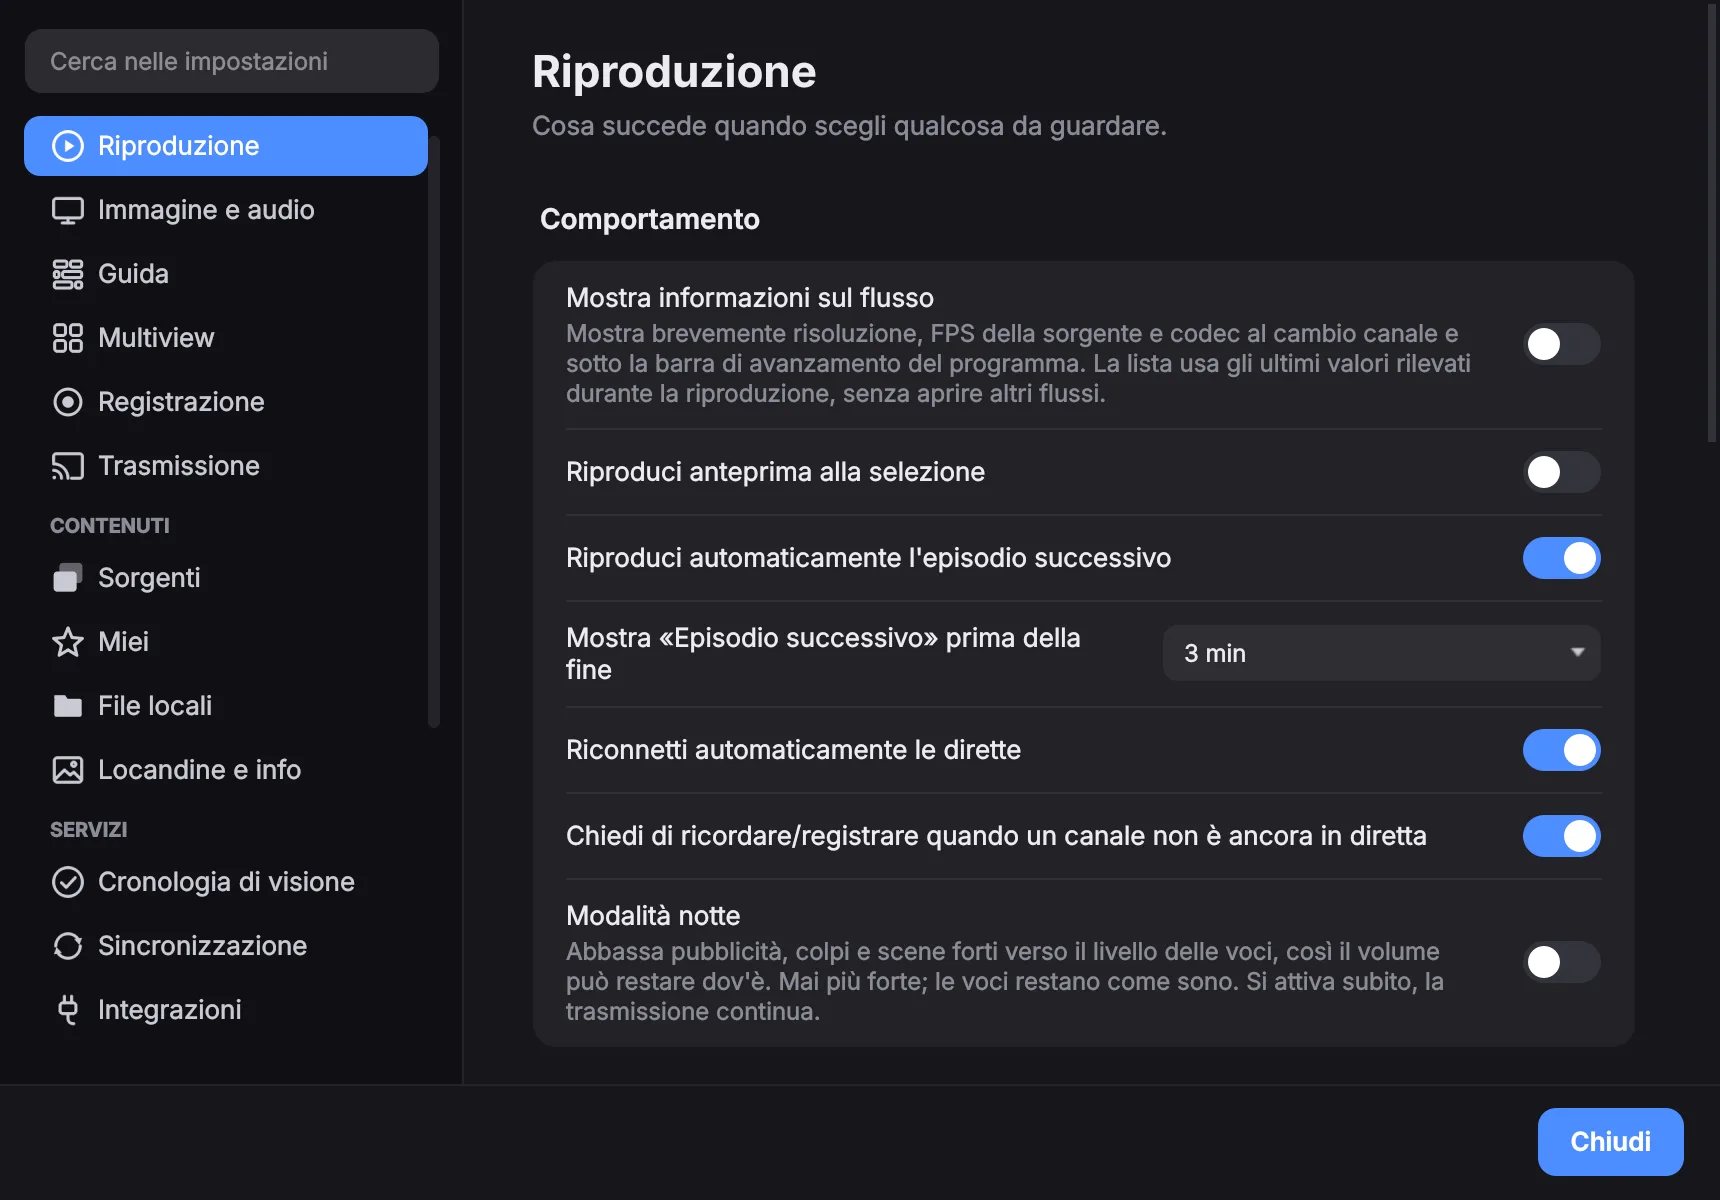 Cerca nelle impostazioni
Riproduzione
Immagine e audio
Guida
Multiview
Registrazione
Trasmissione
CONTENUTI
Sorgenti
Miei
File locali
Locandine e info
SERVIZI
Cronologia di visione
Sincronizzazione
Integrazioni
Riproduzione
Cosa succede quando scegli qualcosa da guardare.
Comportamento
Mostra informazioni sul flusso
Mostra brevemente risoluzione, FPS della sorgente e codec al cambio canale e
sotto la barra di avanzamento del programma. La lista usa gli ultimi valori rilevati
durante la riproduzione, senza aprire altri flussi.
Riproduci anteprima alla selezione
Riproduci automaticamente l'episodio successivo
Mostra «Episodio successivo» prima della
fine
3 min
Riconnetti automaticamente le dirette
Chiedi di ricordare/registrare quando un canale non è ancora in diretta
Modalità notte
Abbassa pubblicità, colpi e scene forti verso il livello delle voci, così il volume
può restare dov'è. Mai più forte; le voci restano come sono. Si attiva subito, la
trasmissione continua.
Chiudi